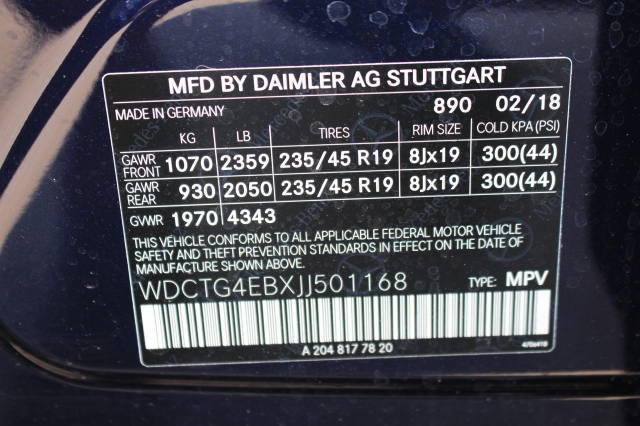 MFD BY DAIMLER AG STUTTGART
MADE IN GERMANY 890 02/18
KG LB TIRES RIM SIZE COLD KPA (PSI)
GAWR FRONT 1070 2359 235/45 R19 8Jx19 300(44)
GAWR REAR 930 2050 235/45 R19 8Jx19 300(44)
GVWR 1970 4343
THIS VEHICLE CONFORMS TO ALL APPLICABLE FEDERAL MOTOR VEHICLE
SAFETY AND THEFT PREVENTION STANDARDS IN EFFECT ON THE DATE
OF MANUFACTURE SHOWN ABOVE.
WDCTG4EBXJJ501168 TYPE: MPV
A 204 817 78 20